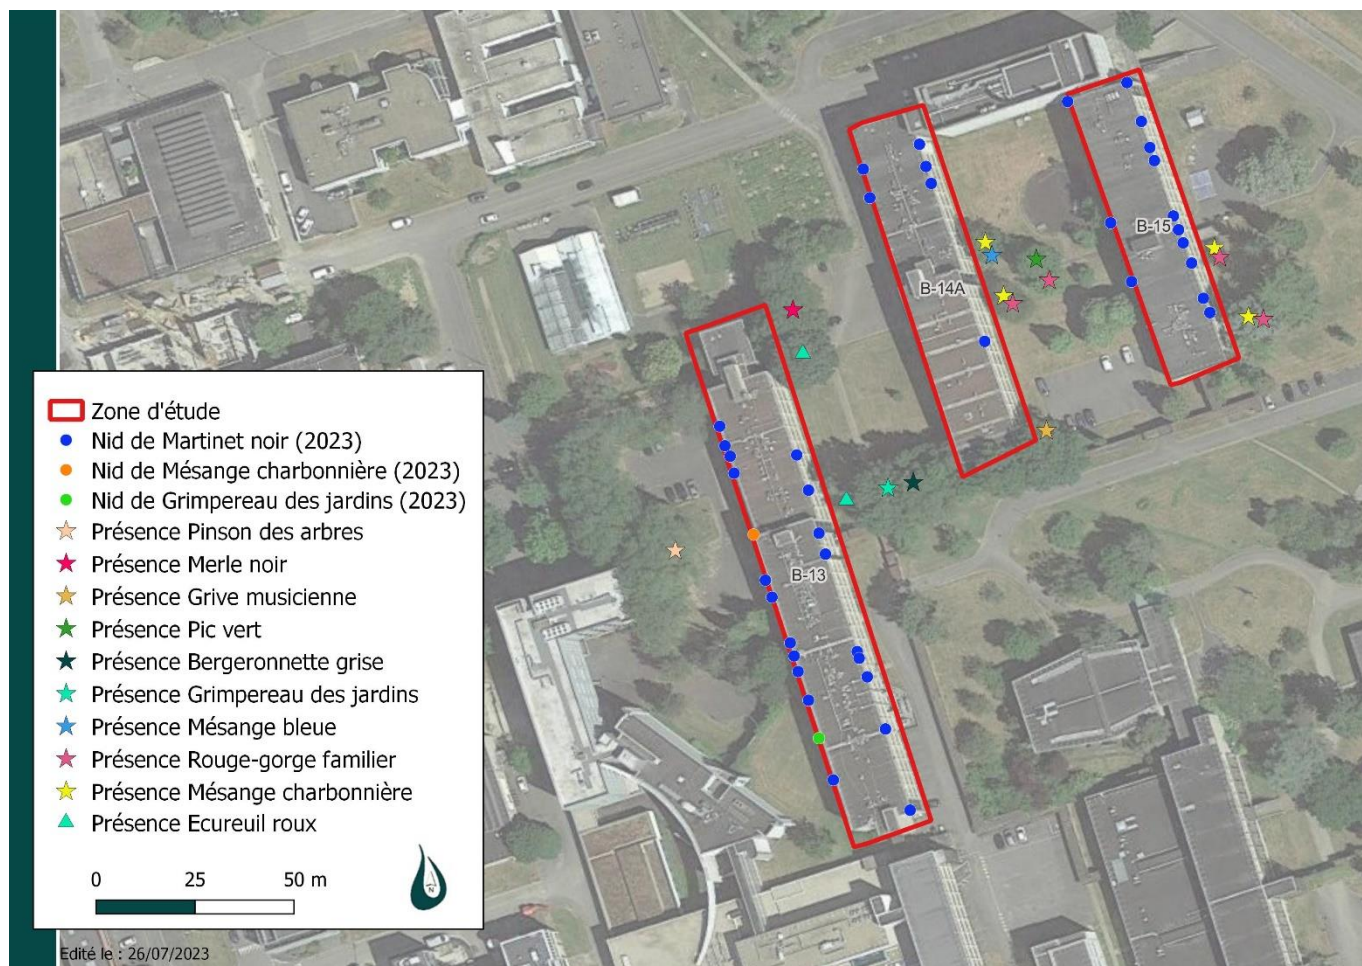 B-15
B-14A
B-13
Zone d'étude
Nid de Martinet noir (2023)
Nid de Mésange charbonnière (2023)
Nid de Grimpereau des jardins (2023)
Présence Pinson des arbres
Présence Merle noir
Présence Grive musicienne
Présence Pic vert
Présence Bergeronnette grise
Présence Grimpereau des jardins
Présence Mésange bleue
Présence Rouge-gorge familier
Présence Mésange charbonnière
Présence Ecureuil roux
0 25 50 m
N
Edité le : 26/07/2023